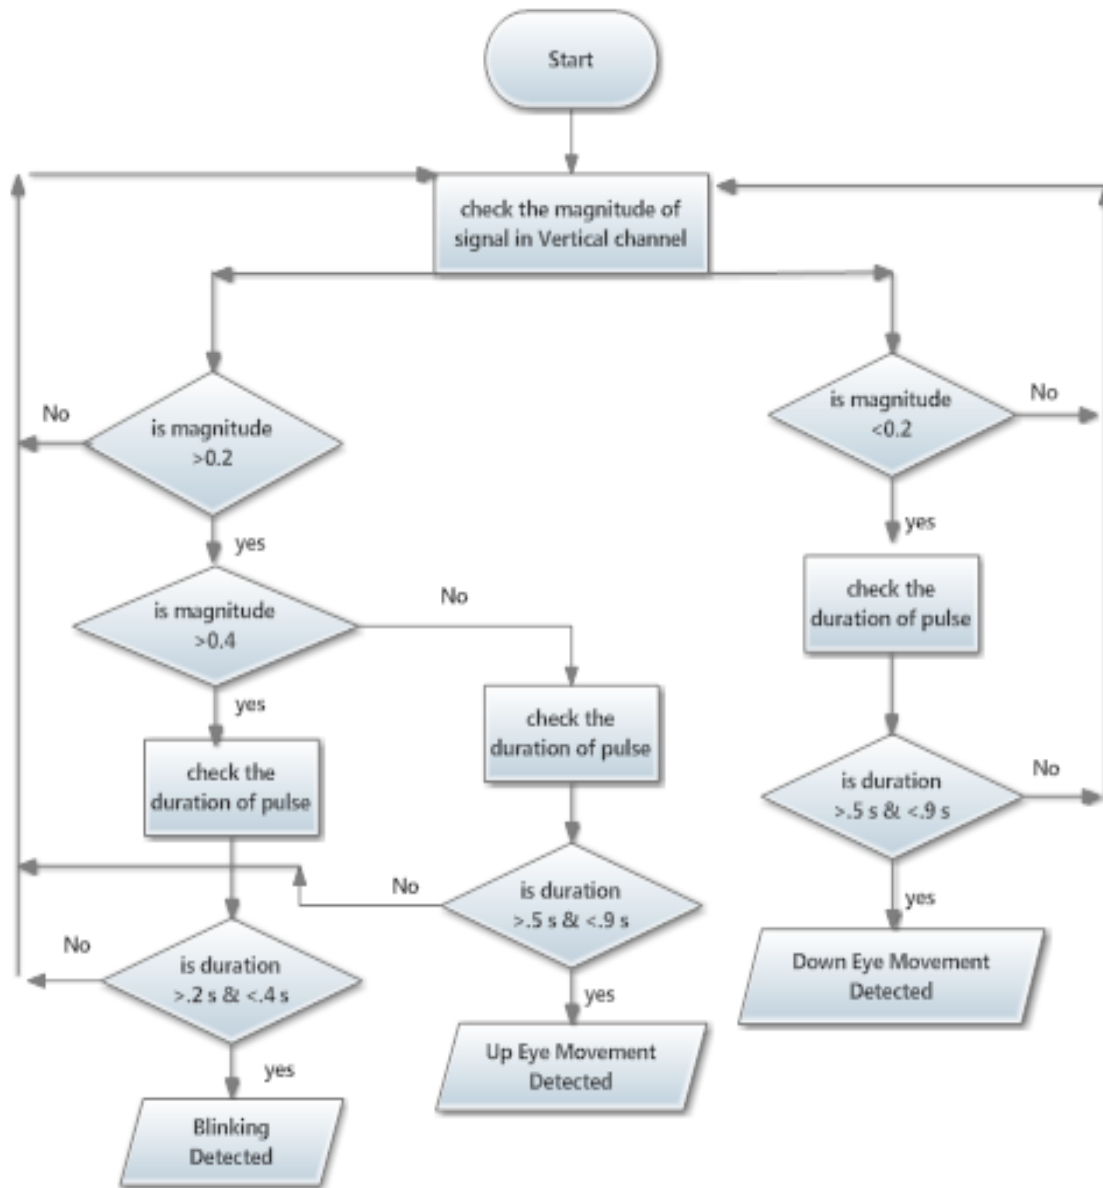 Start
check the magnitude of
signal in Vertical channel
No
is magnitude
>0.2
yes
is magnitude
>0.4
No
yes
check the
duration of pulse
No
is duration
>.2 s & <.4 s
yes
Blinking
Detected
check the
duration of pulse
No
is duration
>.5 s & <.9 s
yes
Up Eye Movement
Detected
is magnitude
<0.2
No
yes
check the
duration of pulse
is duration
>.5 s & <.9 s
No
yes
Down Eye Movement
Detected